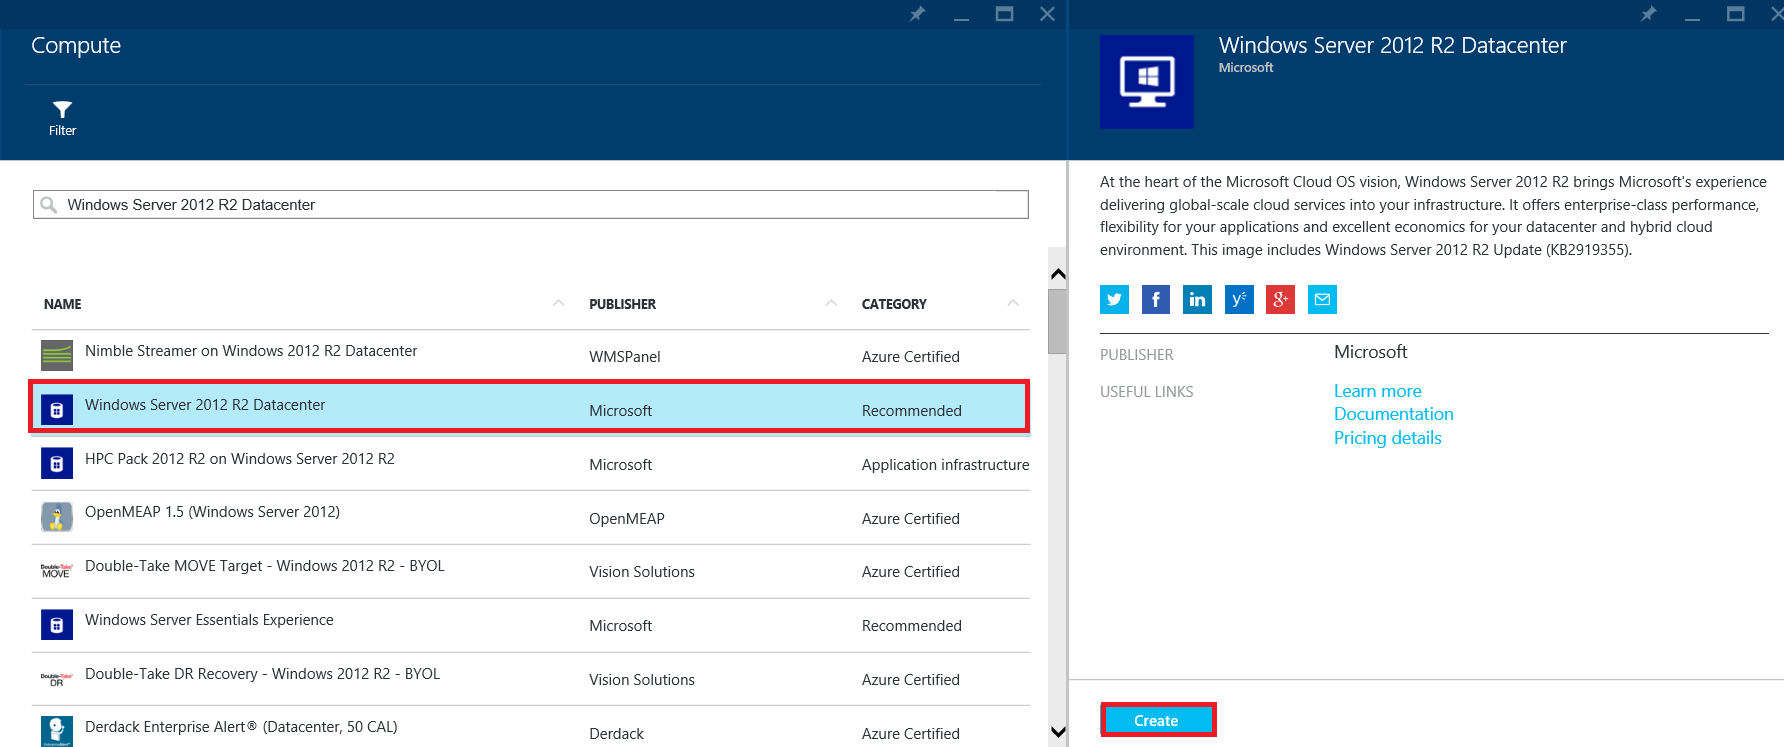 Compute
Filter
Windows Server 2012 R2 Datacenter
NAME PUBLISHER CATEGORY
Nimble Streamer on Windows 2012 R2 Datacenter WMSPanel Azure Certified
Windows Server 2012 R2 Datacenter Microsoft Recommended
HPC Pack 2012 R2 on Windows Server 2012 R2 Microsoft Application infrastructure
OpenMEAP 1.5 (Windows Server 2012) OpenMEAP Azure Certified
Double-Take MOVE
Double-Take MOVE Target - Windows 2012 R2 - BYOL Vision Solutions Azure Certified
Windows Server Essentials Experience Microsoft Recommended
Double-Take DR
Double-Take DR Recovery - Windows 2012 R2 - BYOL Vision Solutions Azure Certified
Derdack Enterprise Alert® (Datacenter, 50 CAL) Derdack Azure Certified
Windows Server 2012 R2 Datacenter
Microsoft
At the heart of the Microsoft Cloud OS vision, Windows Server 2012 R2 brings Microsoft's experience
delivering global-scale cloud services into your infrastructure. It offers enterprise-class performance,
flexibility for your applications and excellent economics for your datacenter and hybrid cloud
environment. This image includes Windows Server 2012 R2 Update (KB2919355).
PUBLISHER Microsoft
USEFUL LINKS Learn more
Documentation
Pricing details
Create